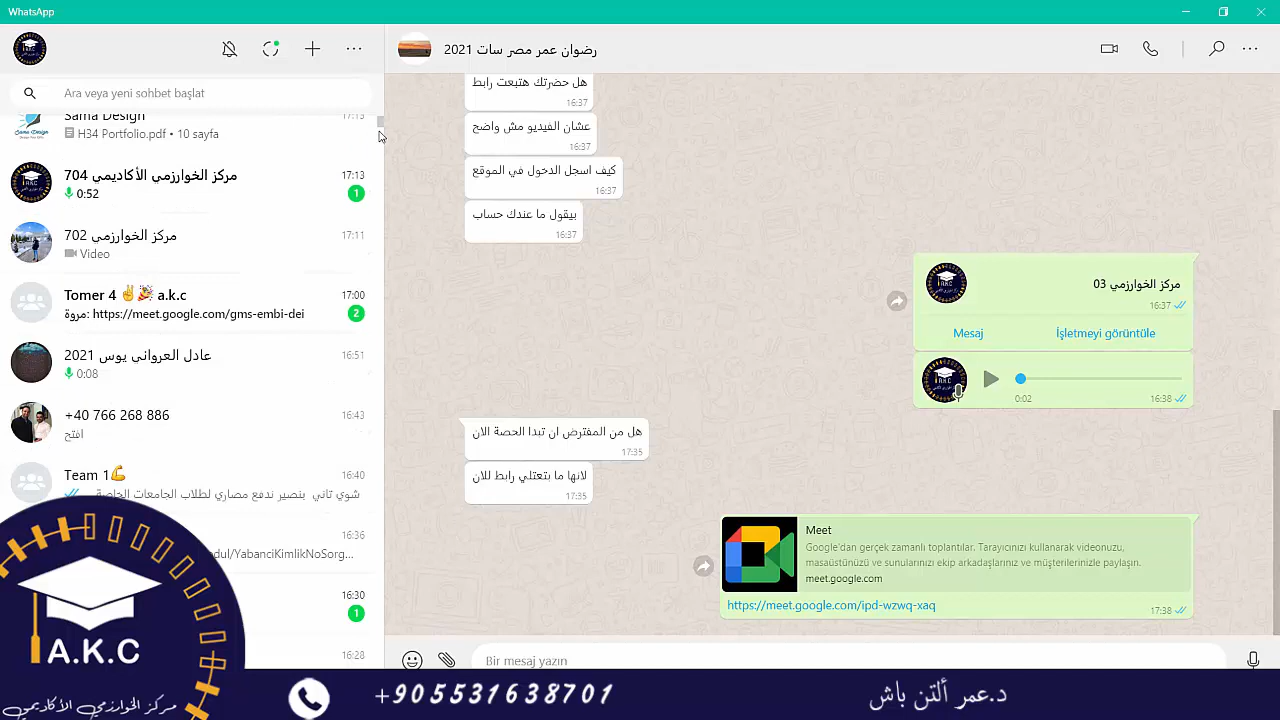 WhatsApp
Ara veya yeni sohbet başlat
Sama Design
17:13
H34 Portfolio.pdf • 10 sayfa
مركز الخوارزمي الأكاديمي 704
17:13
0:52
1
مركز الخوارزمي 702
17:11
Video
Tomer 4 ✌🎉 a.k.c
17:00
مروة: https://meet.google.com/gms-embi-dei
2
عادل العرواني يوس 2021
16:51
0:08
+40 766 268 886
16:43
افتح
Team 1💪
16:40
شوي تاني بنصير ندفع مصاري لطلاب الجامعات الخاصة
16:36
dul/YabanciKimlikNoSorg...
16:30
1
16:28
رضوان عمر مصر سات 2021
هل حضرتك هتبعت رابط
16:37
عشان الفيديو مش واضح
16:37
كيف اسجل الدخول في الموقع
16:37
بيقول ما عندك حساب
16:37
مركز الخوارزمي 03
16:37
Mesaj
İşletmeyi görüntüle
0:02
16:38
هل من المفترض ان تبدا الحصة الان
17:35
لانها ما بتعتلي رابط للان
17:35
Meet
Google'dan gerçek zamanlı toplantılar. Tarayıcınızı kullanarak videonuzu,
masaüstünüzü ve sunularınızı ekip arkadaşlarınız ve müşterilerinizle paylaşın.
meet.google.com
https://meet.google.com/ipd-wzwq-xaq
17:38
Bir mesaj yazın
A.K.C
مركز الخوارزمي الأكاديمي
+905531638701
د.عمر ألتن باش